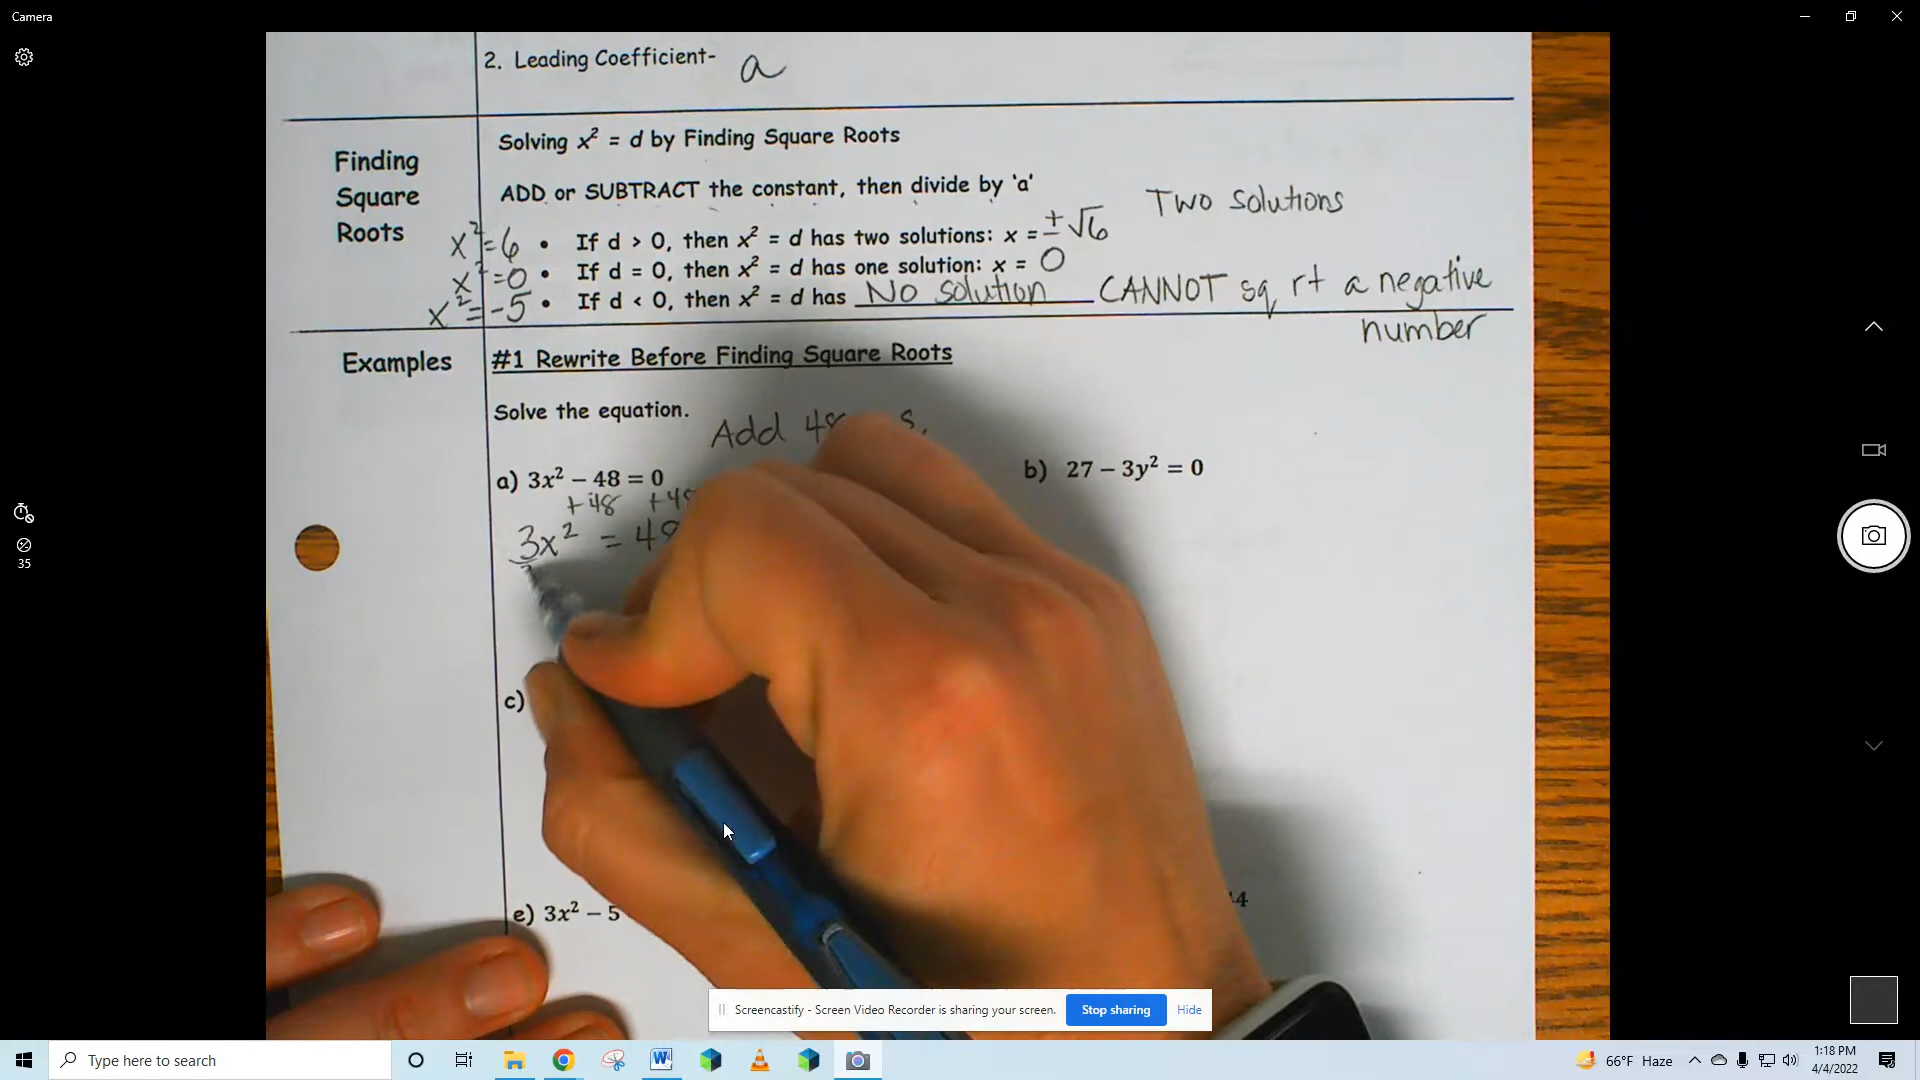 Camera
2. Leading Coefficient- a
Finding
Square
Roots
Solving x² = d by Finding Square Roots
ADD or SUBTRACT the constant, then divide by 'a'
Two solutions
x²=6 • If d > 0, then x² = d has two solutions: x = ±√6
x²=0 • If d = 0, then x² = d has one solution: x = 0
x²=-5 • If d < 0, then x² = d has No solution CANNOT sq rt a negative
number
Examples
#1 Rewrite Before Finding Square Roots
Solve the equation.
Add 48
a) 3x² − 48 = 0
+48 +48
3x² = 48
b) 27 − 3y² = 0
c)
e) 3x² − 5
35
Screencastify - Screen Video Recorder is sharing your screen.
Stop sharing
Hide
Type here to search
66°F Haze
1:18 PM
4/4/2022